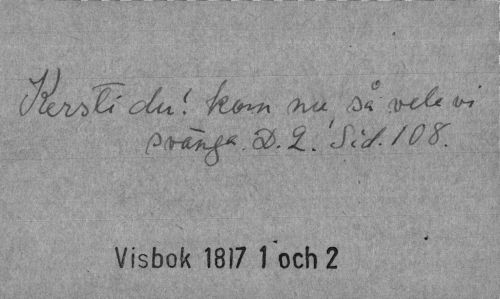 Kersti du! kom nu, så vele vi
svänga. D. 2. Sid. 108.
Visbok 1817 1 och 2